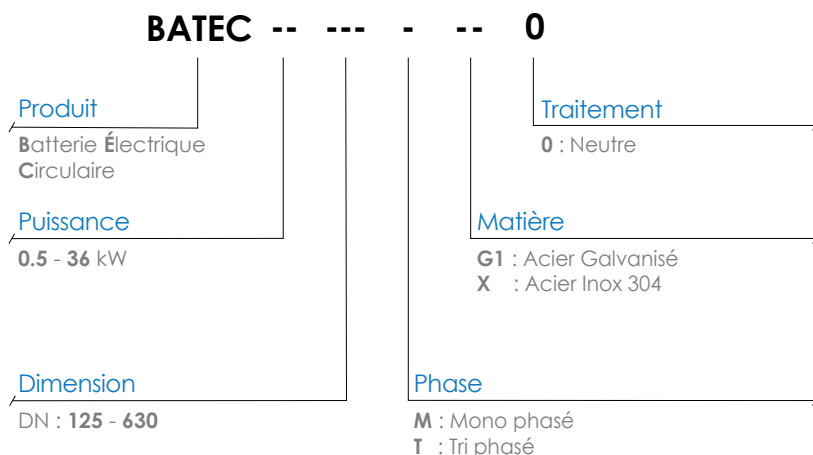 BATEC -- --- - -- 0
Produit
Batterie Électrique
Circulaire
Traitement
0 : Neutre
Puissance
0.5 - 36 kW
Matière
G1 : Acier Galvanisé
X : Acier Inox 304
Dimension
DN : 125 - 630
Phase
M : Mono phasé
T : Tri phasé